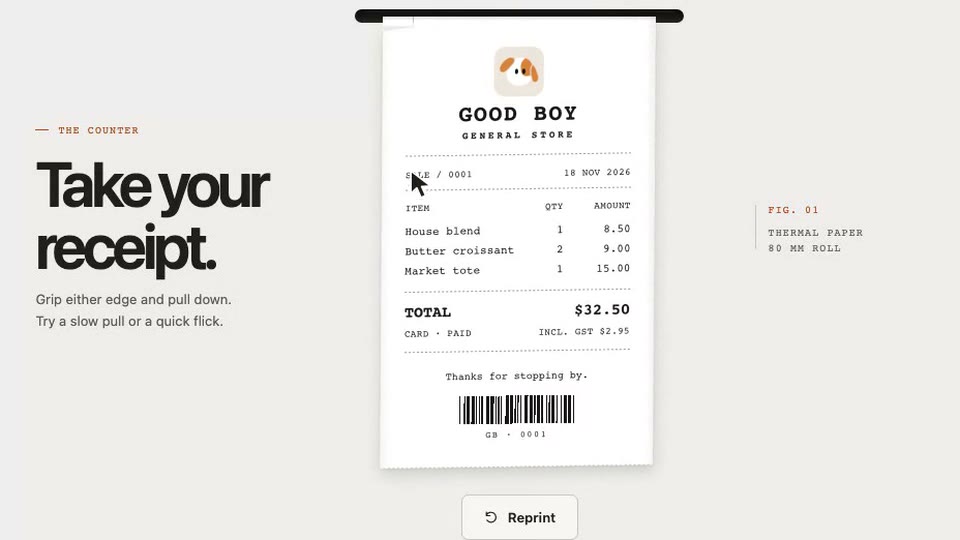 THE COUNTER
Take your
receipt.
Grip either edge and pull down.
Try a slow pull or a quick flick.
GOOD BOY
GENERAL STORE
/ 0001 18 NOV 2026
ITEM QTY AMOUNT
House blend 1 8.50
Butter croissant 2 9.00
Market tote 1 15.00
TOTAL $32.50
CARD · PAID INCL. GST $2.95
Thanks for stopping by.
GB · 0001
Reprint
FIG. 01
THERMAL PAPER
80 MM ROLL